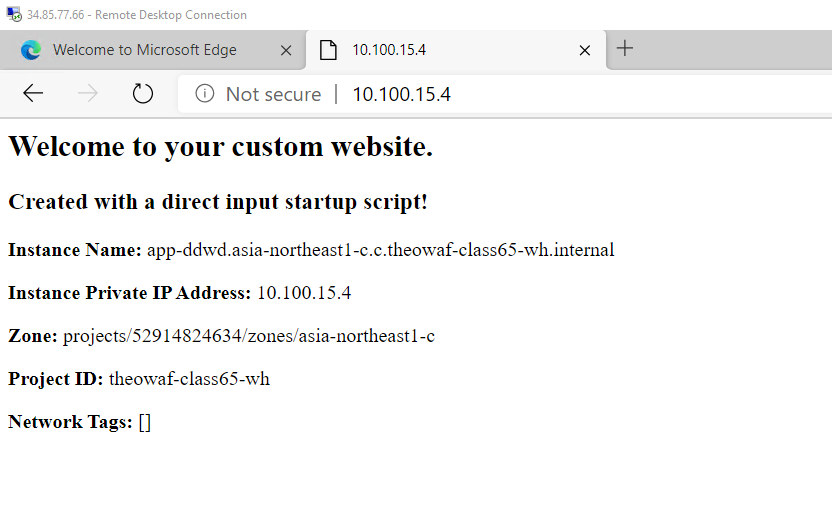 34.85.77.66 - Remote Desktop Connection
Welcome to Microsoft Edge
10.100.15.4
Not secure | 10.100.15.4
Welcome to your custom website.
Created with a direct input startup script!
Instance Name: app-ddwd.asia-northeast1-c.c.theowaf-class65-wh.internal
Instance Private IP Address: 10.100.15.4
Zone: projects/52914824634/zones/asia-northeast1-c
Project ID: theowaf-class65-wh
Network Tags: []